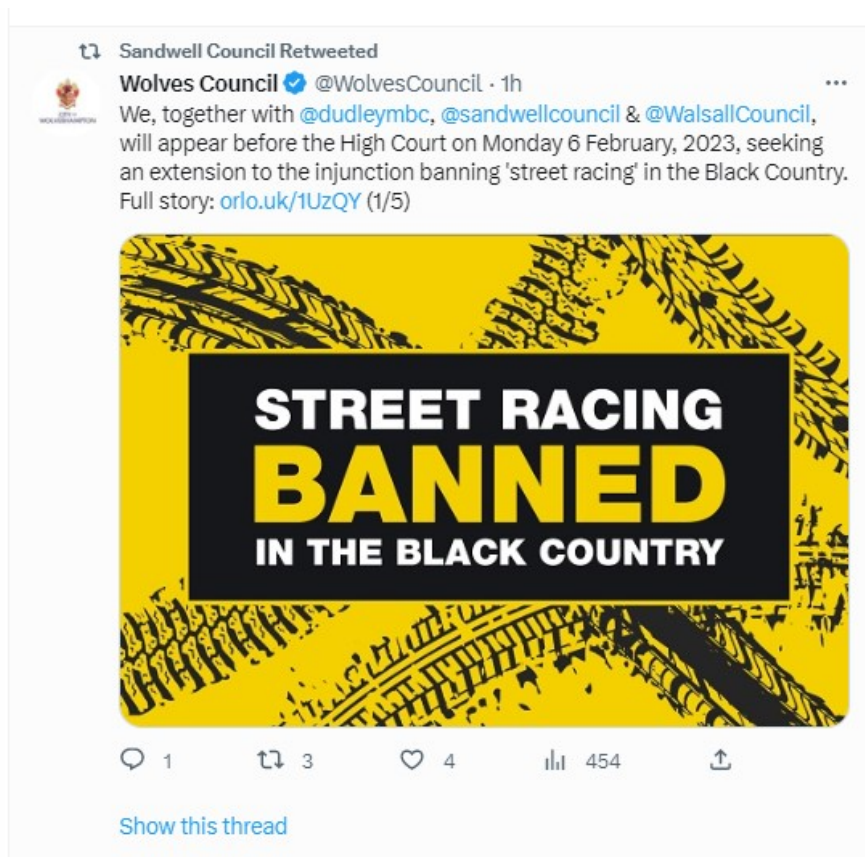 Sandwell Council Retweeted
Wolves Council @WolvesCouncil · 1h
We, together with @dudleymbc, @sandwellcouncil & @WalsallCouncil,
will appear before the High Court on Monday 6 February, 2023, seeking
an extension to the injunction banning 'street racing' in the Black Country.
Full story: orlo.uk/1UzQY (1/5)
STREET RACING
BANNED
IN THE BLACK COUNTRY
1 3 4 454
Show this thread